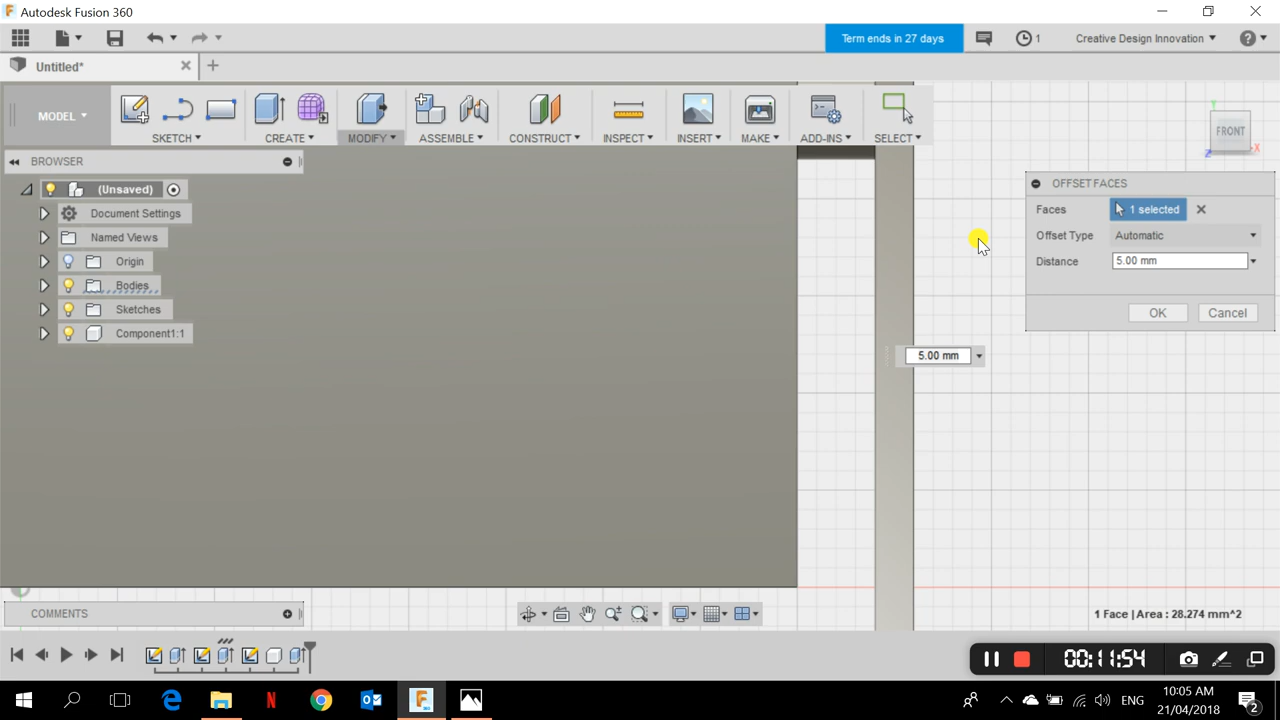 Autodesk Fusion 360
Term ends in 27 days
1
Creative Design Innovation
Untitled*
MODEL
SKETCH
CREATE
MODIFY
ASSEMBLE
CONSTRUCT
INSPECT
INSERT
MAKE
ADD-INS
SELECT
FRONT
Y
X
Z
BROWSER
(Unsaved)
Document Settings
Named Views
Origin
Bodies
Sketches
Component1:1
OFFSET FACES
Faces 1 selected
Offset Type Automatic
Distance 5.00 mm
OK Cancel
5.00 mm
COMMENTS
1 Face | Area : 28.274 mm^2
00:11:54
ENG
10:05 AM
21/04/2018
2